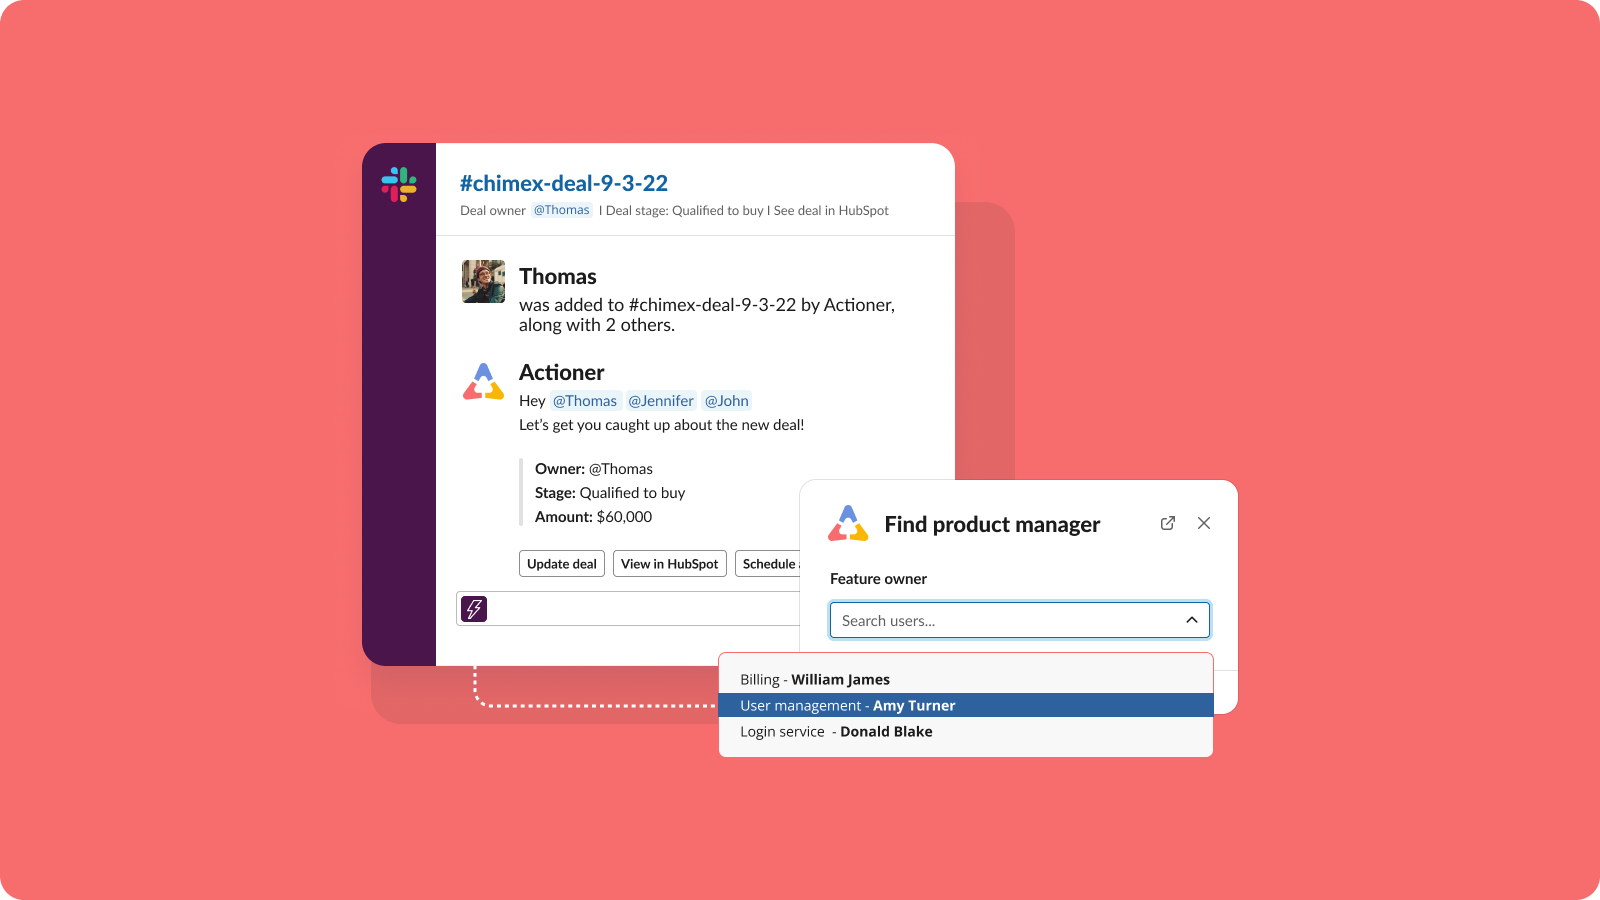 #chimex-deal-9-3-22
Deal owner @Thomas I Deal stage: Qualified to buy I See deal in HubSpot
Thomas
was added to #chimex-deal-9-3-22 by Actioner,
along with 2 others.
Actioner
Hey @Thomas @Jennifer @John
Let’s get you caught up about the new deal!
Owner: @Thomas
Stage: Qualified to buy
Amount: $60,000
Update deal View in HubSpot Schedule
Find product manager
Feature owner
Search users...
Billing - William James
User management - Amy Turner
Login service - Donald Blake